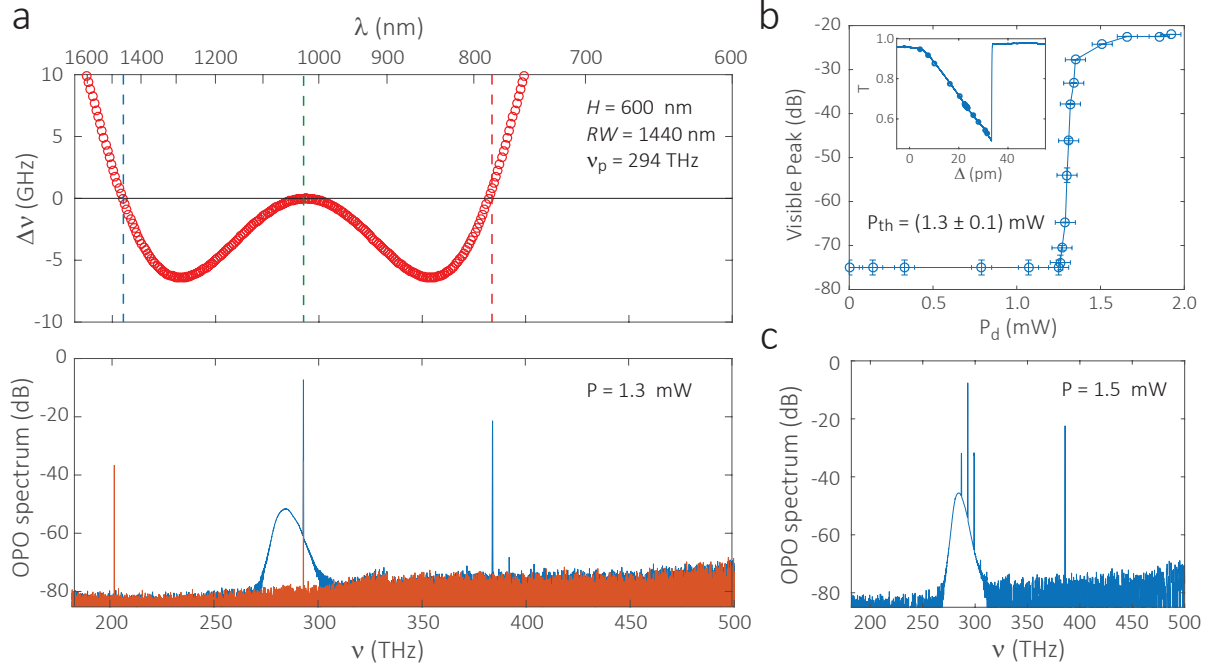 a
λ (nm)
1600 1400 1200 1000 900 800 700 600
10
5
0
-5
-10
Δν (GHz)
H = 600 nm
RW = 1440 nm
νp = 294 THz
0
-20
-40
-60
-80
OPO spectrum (dB)
P = 1.3 mW
200 250 300 350 400 450 500
ν (THz)
b
-20
-30
-40
-50
-60
-70
-80
Visible Peak (dB)
1.0
0.8
0.6
T
0 20 40
Δ (pm)
Pth = (1.3 ± 0.1) mW
0 0.5 1.0 1.5 2.0
Pd (mW)
c
0
-20
-40
-60
-80
OPO spectrum (dB)
P = 1.5 mW
200 250 300 350 400 450 500
ν (THz)